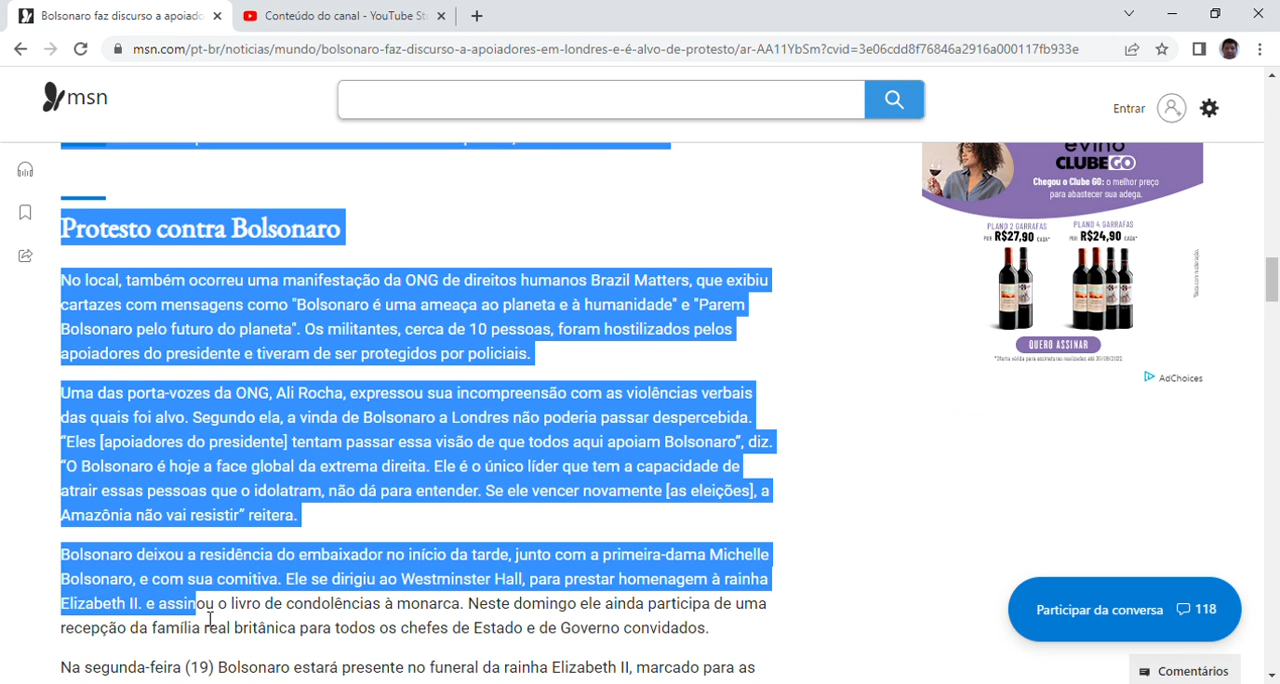 Bolsonaro faz discurso a apoiado
Conteúdo do canal - YouTube St
msn.com/pt-br/noticias/mundo/bolsonaro-faz-discurso-a-apoiadores-em-londres-e-é-alvo-de-protesto/ar-AA11YbSm?cvid=3e06cdd8f76846a2916a000117fb933e
msn
Entrar
Protesto contra Bolsonaro
No local, também ocorreu uma manifestação da ONG de direitos humanos Brazil Matters, que exibiu
cartazes com mensagens como "Bolsonaro é uma ameaça ao planeta e à humanidade" e "Parem
Bolsonaro pelo futuro do planeta". Os militantes, cerca de 10 pessoas, foram hostilizados pelos
apoiadores do presidente e tiveram de ser protegidos por policiais.
Uma das porta-vozes da ONG, Ali Rocha, expressou sua incompreensão com as violências verbais
das quais foi alvo. Segundo ela, a vinda de Bolsonaro a Londres não poderia passar despercebida.
“Eles [apoiadores do presidente] tentam passar essa visão de que todos aqui apoiam Bolsonaro”, diz.
“O Bolsonaro é hoje a face global da extrema direita. Ele é o único líder que tem a capacidade de
atrair essas pessoas que o idolatram, não dá para entender. Se ele vencer novamente [as eleições], a
Amazônia não vai resistir” reitera.
Bolsonaro deixou a residência do embaixador no início da tarde, junto com a primeira-dama Michelle
Bolsonaro, e com sua comitiva. Ele se dirigiu ao Westminster Hall, para prestar homenagem à rainha
Elizabeth II. e assinou o livro de condolências à monarca. Neste domingo ele ainda participa de uma
recepção da família real britânica para todos os chefes de Estado e de Governo convidados.
Na segunda-feira (19) Bolsonaro estará presente no funeral da rainha Elizabeth II, marcado para as
evino
CLUBEGO
Chegou o Clube GO: o melhor preço
para abastecer sua adega.
PLANO 2 GARRAFAS
POR R$27,90 CADA*
PLANO 4 GARRAFAS
POR R$24,90 CADA*
QUERO ASSINAR
AdChoices
Participar da conversa 118
Comentários